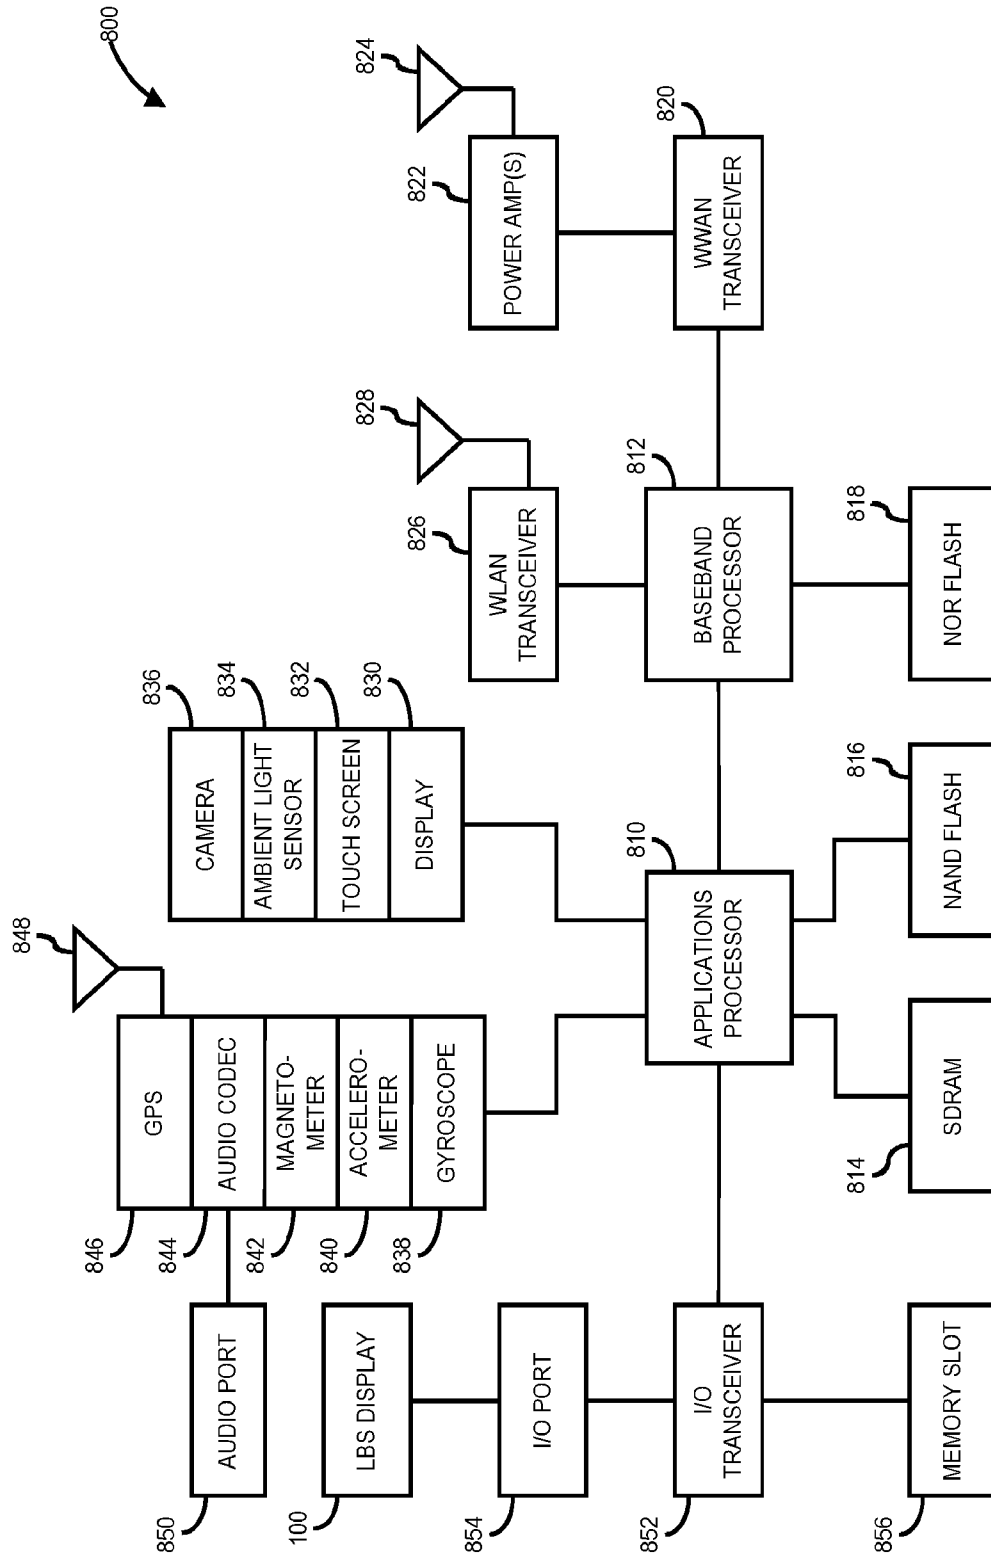 800
848
GPS
AUDIO CODEC
MAGNETO-
METER
ACCELERO-
METER
GYROSCOPE
846
844
842
840
838
836
834
832
830
CAMERA
AMBIENT LIGHT
SENSOR
TOUCH SCREEN
DISPLAY
828
826
WLAN
TRANSCEIVER
824
822
POWER AMP(S)
AUDIO PORT
850
LBS DISPLAY
100
I/O PORT
854
I/O
TRANSCEIVER
852
810
APPLICATIONS
PROCESSOR
812
BASEBAND
PROCESSOR
820
WWAN
TRANSCEIVER
MEMORY SLOT
856
SDRAM
814
NAND FLASH
816
NOR FLASH
818